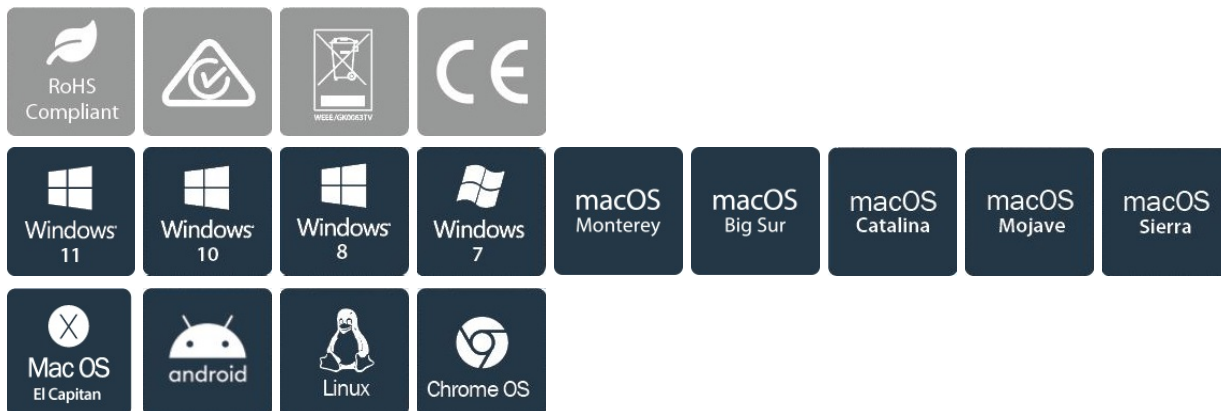 RoHS
Compliant
WEEE/GK0083TV
CE
Windows
11
Windows
10
Windows
8
Windows
7
macOS
Monterey
macOS
Big Sur
macOS
Catalina
macOS
Mojave
macOS
Sierra
X
Mac OS
El Capitan
android
Linux
Chrome OS